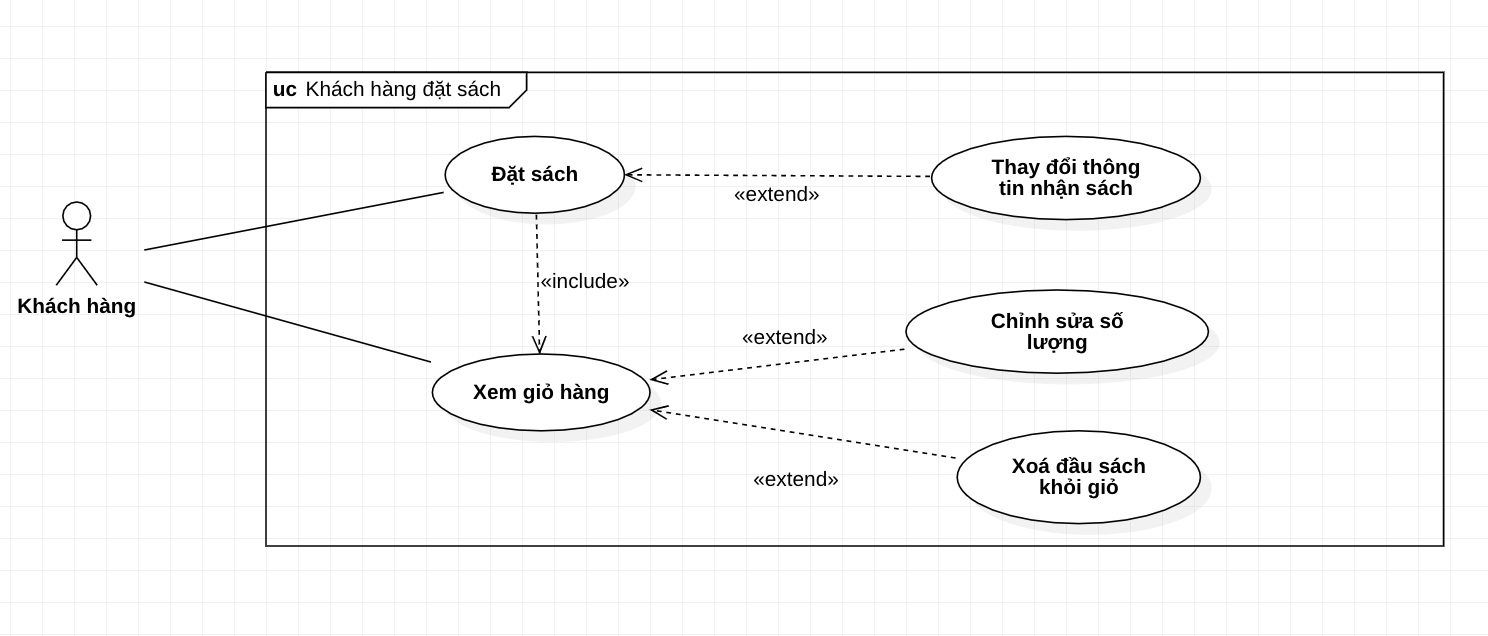 uc Khách hàng đặt sách
Đặt sách
Thay đổi thông
tin nhận sách
«extend»
«include»
Khách hàng
Chỉnh sửa số
lượng
«extend»
Xem giỏ hàng
Xoá đầu sách
khỏi giỏ
«extend»